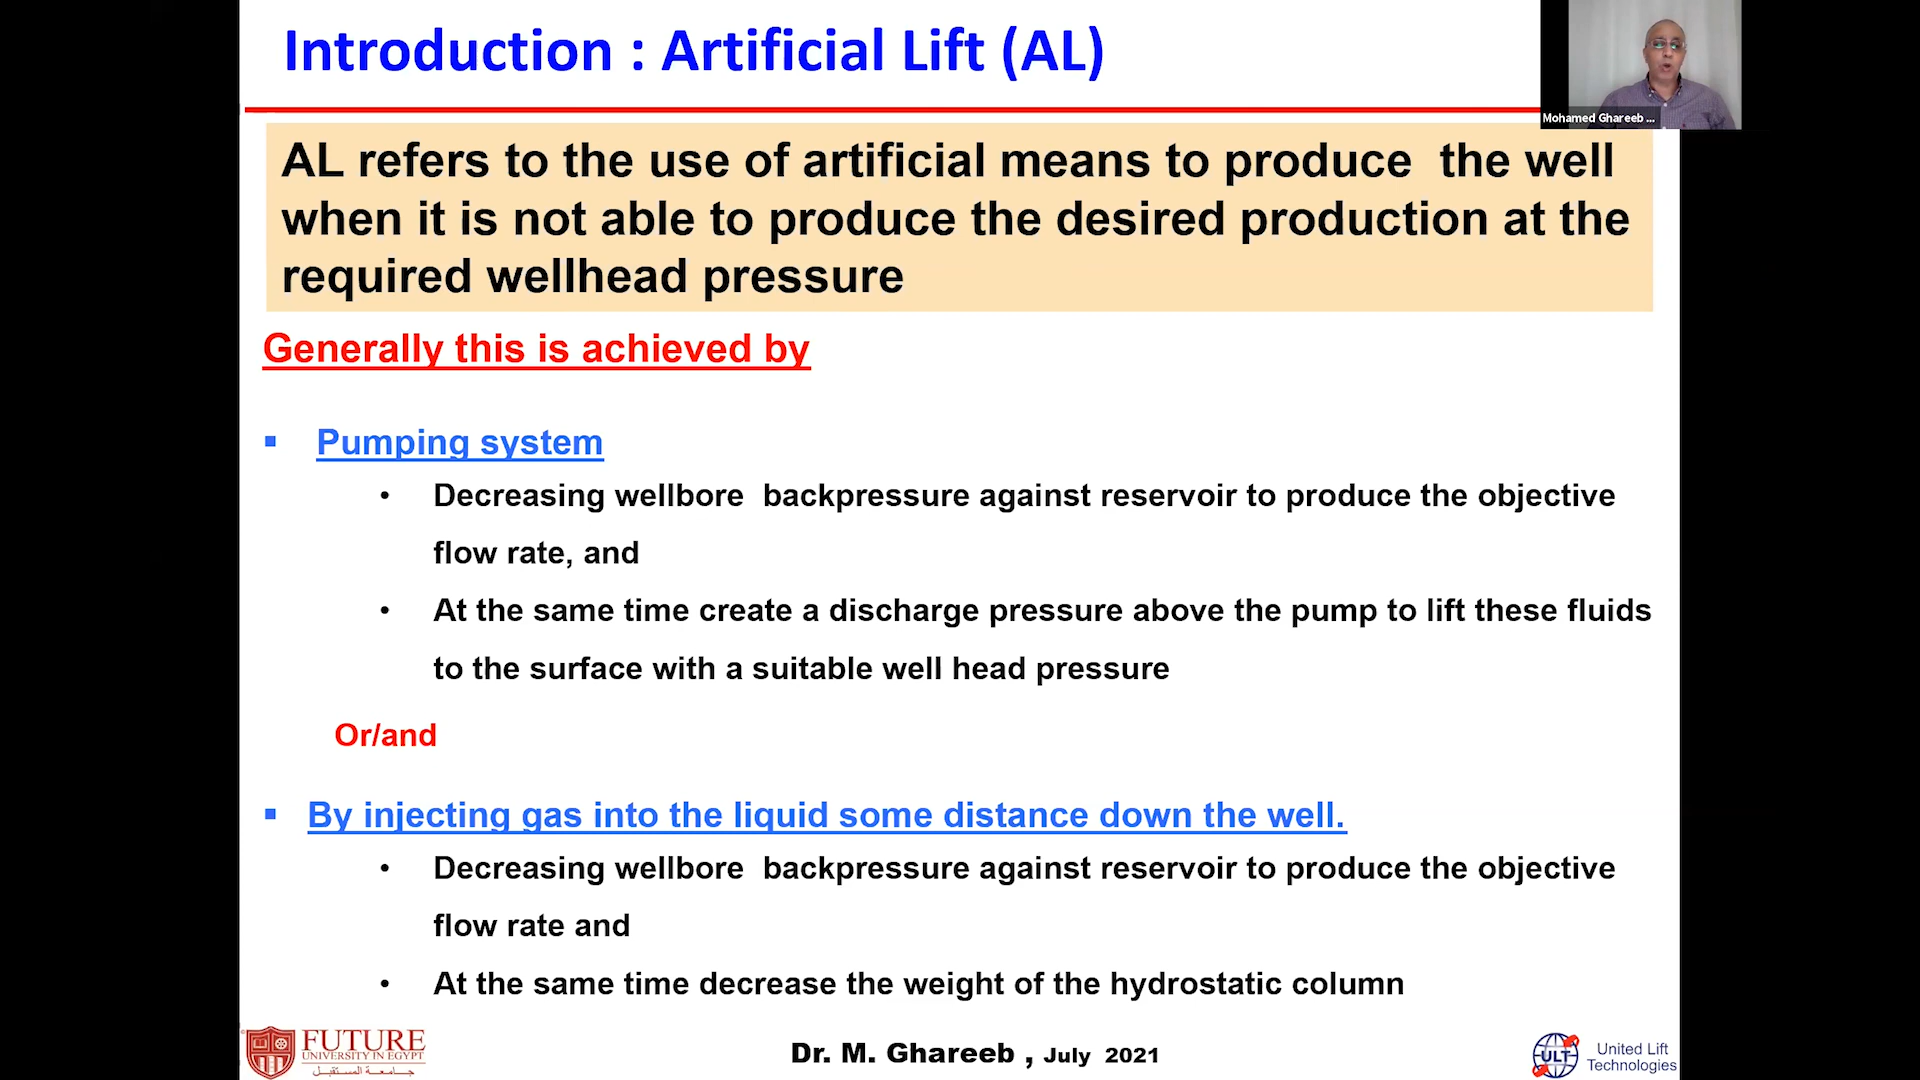 Introduction : Artificial Lift (AL)
Mohamed Ghareeb ...
AL refers to the use of artificial means to produce the well
when it is not able to produce the desired production at the
required wellhead pressure
Generally this is achieved by
▪ Pumping system
• Decreasing wellbore backpressure against reservoir to produce the objective
flow rate, and
• At the same time create a discharge pressure above the pump to lift these fluids
to the surface with a suitable well head pressure
Or/and
▪ By injecting gas into the liquid some distance down the well.
• Decreasing wellbore backpressure against reservoir to produce the objective
flow rate and
• At the same time decrease the weight of the hydrostatic column
FUTURE
UNIVERSITY IN EGYPT
جامعة المستقبل
Dr. M. Ghareeb , July 2021
ULT
United Lift
Technologies